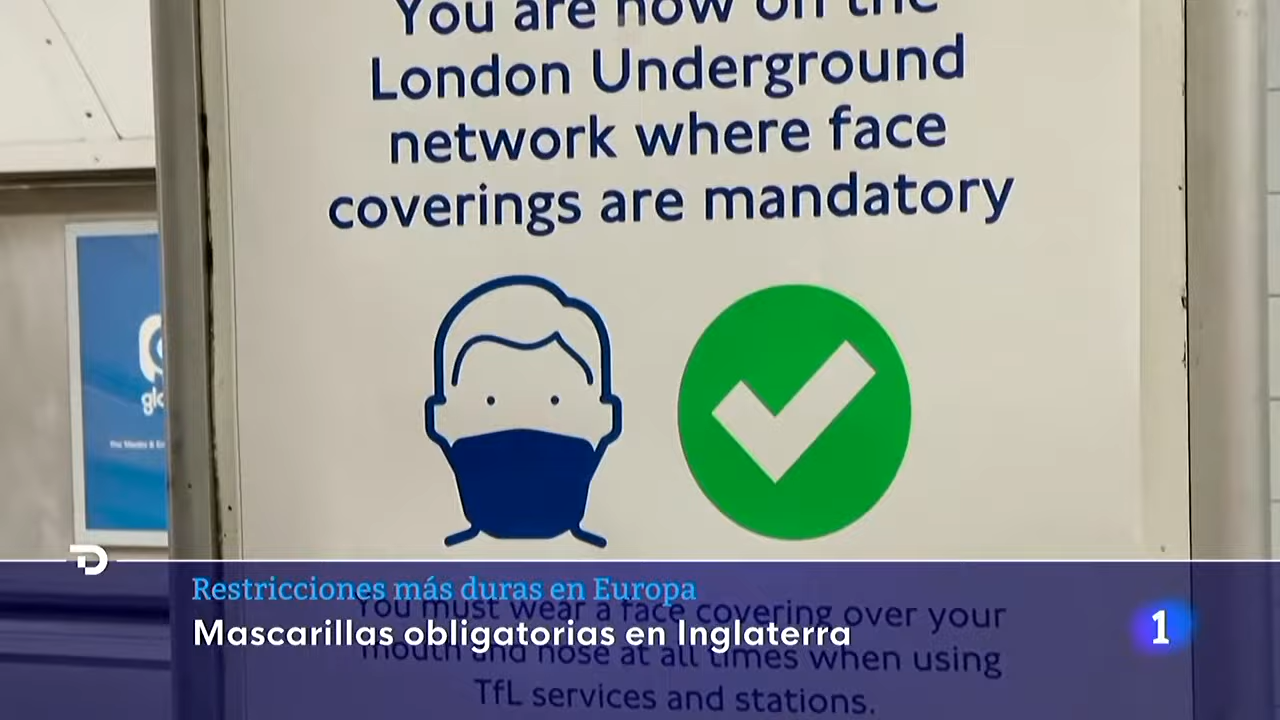 You are now on the
London Underground
network where face
coverings are mandatory
Restricciones más duras en Europa
You must wear a face covering over your
Mascarillas obligatorias en Inglaterra
mouth and nose at all times when using
TfL services and stations.
1